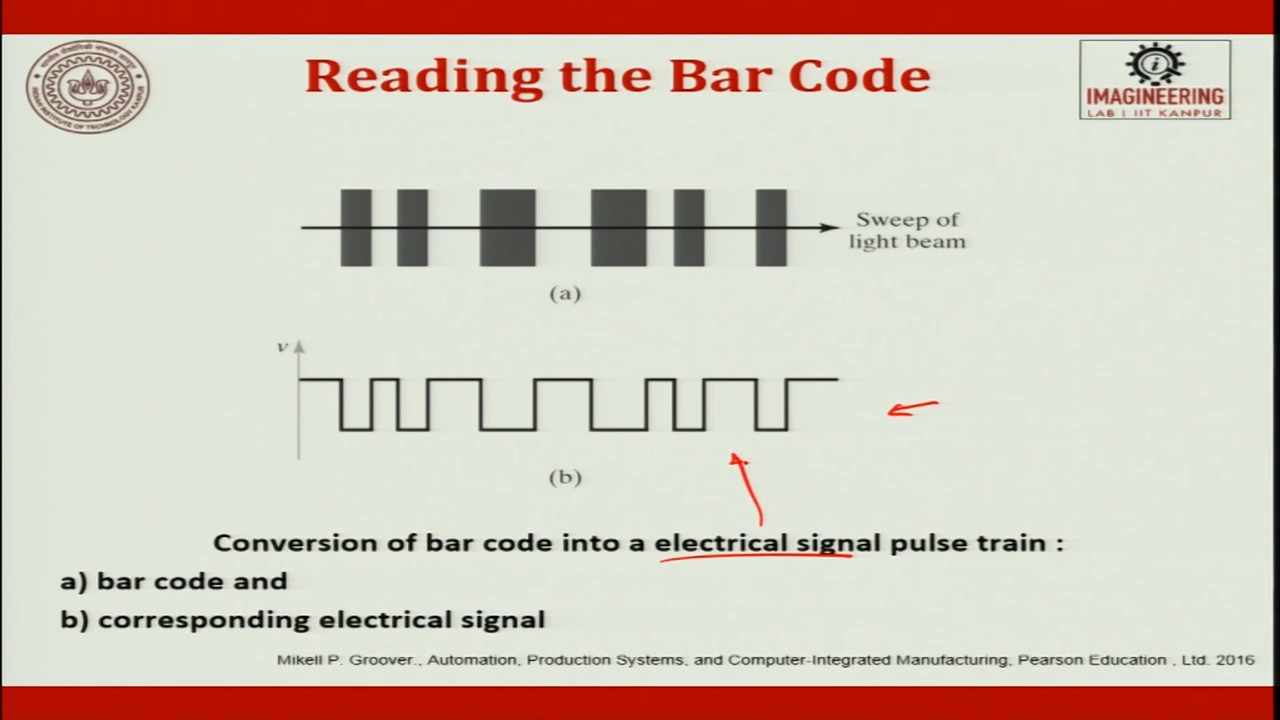 Reading the Bar Code
IMAGINEERING
LAB | IIT KANPUR
Sweep of
light beam
(a)
v
(b)
Conversion of bar code into a electrical signal pulse train :
a) bar code and
b) corresponding electrical signal
Mikell P. Groover., Automation, Production Systems, and Computer-Integrated Manufacturing, Pearson Education , Ltd. 2016